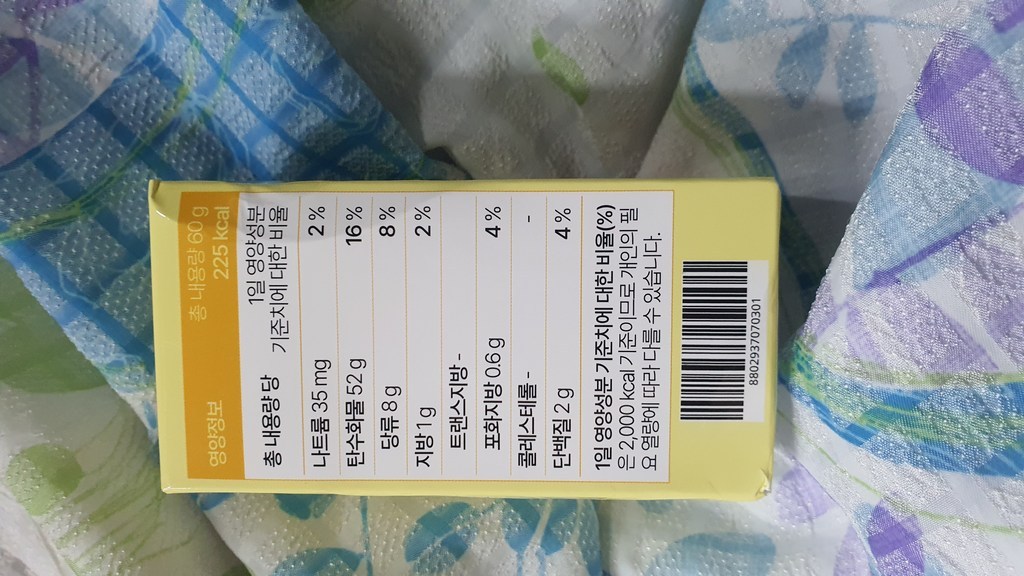 영양정보 총 내용량 60 g
225 kcal
총 내용량당 1일 영양성분
기준치에 대한 비율
나트륨 35 mg 2 %
탄수화물 52 g 16 %
당류 8 g 8 %
지방 1 g 2 %
트랜스지방 -
포화지방 0.6 g 4 %
콜레스테롤 - -
단백질 2 g 4 %
1일 영양성분 기준치에 대한 비율(%)
은 2,000 kcal 기준이므로 개인의 필
요 열량에 따라 다를 수 있습니다.
8802937070301